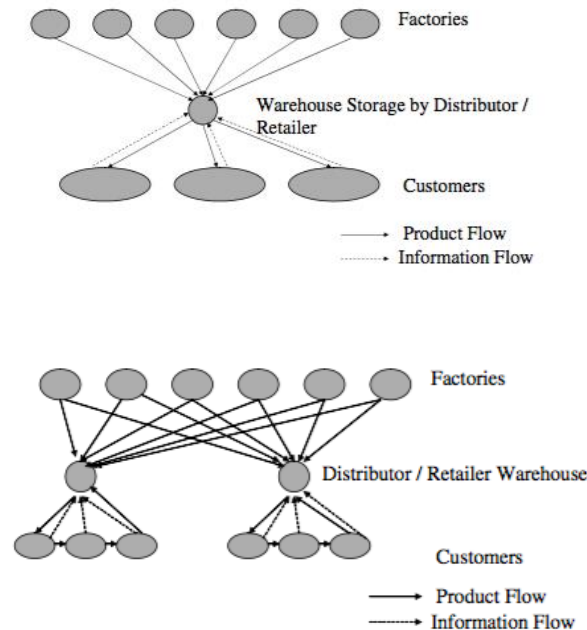 Factories
Warehouse Storage by Distributor /
Retailer
Customers
Product Flow
Information Flow
Factories
Distributor / Retailer Warehouse
Customers
Product Flow
Information Flow